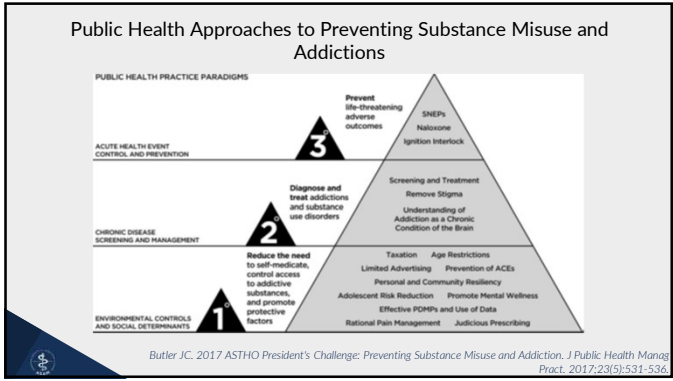 Public Health Approaches to Preventing Substance Misuse and
Addictions
PUBLIC HEALTH PRACTICE PARADIGMS
Prevent
life-threatening
adverse
outcomes
3°
SNEPs
Naloxone
Ignition Interlock
ACUTE HEALTH EVENT
CONTROL AND PREVENTION
Diagnose and
treat addictions
and substance
use disorders
2°
Screening and Treatment
Remove Stigma
Understanding of
Addiction as a Chronic
Condition of the Brain
CHRONIC DISEASE
SCREENING AND MANAGEMENT
Reduce the need
to self-medicate,
control access
to addictive
substances,
and promote
protective
factors
1°
Taxation Age Restrictions
Limited Advertising Prevention of ACEs
Personal and Community Resiliency
Adolescent Risk Reduction Promote Mental Wellness
Effective PDMPs and Use of Data
Rational Pain Management Judicious Prescribing
ENVIRONMENTAL CONTROLS
AND SOCIAL DETERMINANTS
Butler JC. 2017 ASTHO President's Challenge: Preventing Substance Misuse and Addiction. J Public Health Manag
Pract. 2017;23(5):531-536.